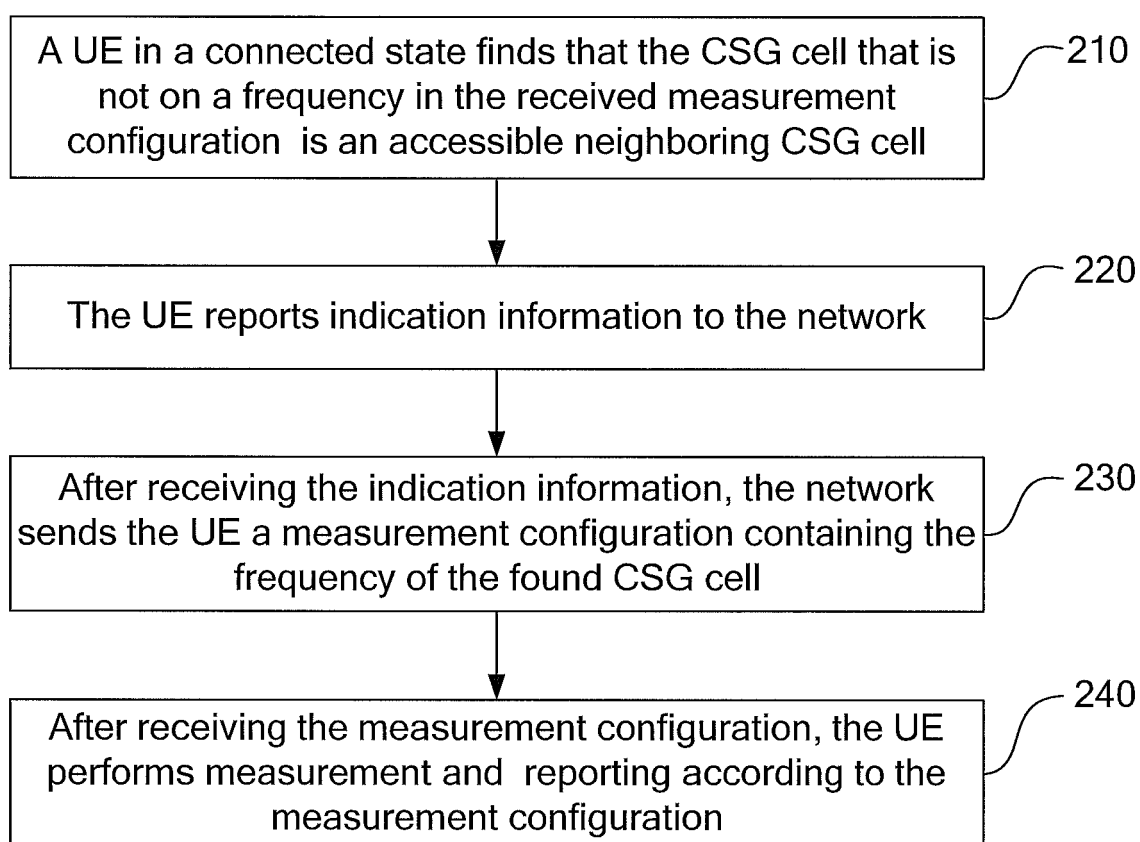 A UE in a connected state finds that the CSG cell that is
not on a frequency in the received measurement
configuration is an accessible neighboring CSG cell
210
The UE reports indication information to the network
220
After receiving the indication information, the network
sends the UE a measurement configuration containing the
frequency of the found CSG cell
230
After receiving the measurement configuration, the UE
performs measurement and reporting according to the
measurement configuration
240